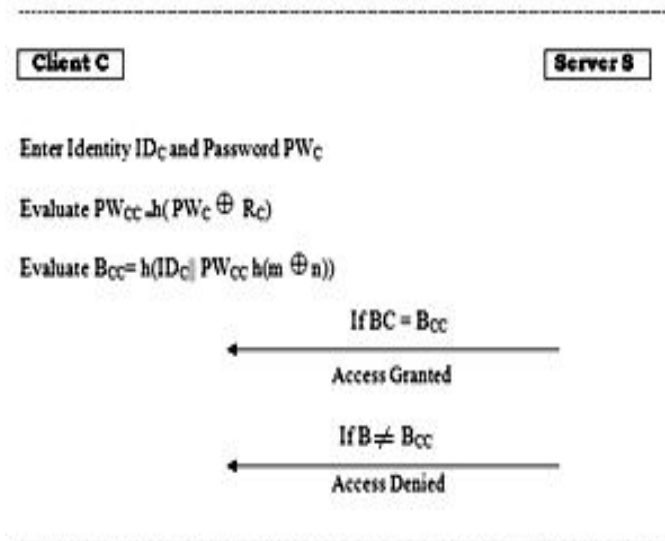 Client C
Server S
Enter Identity IDC and Password PWC
Evaluate PWCC=h( PWC ⊕ RC)
Evaluate BCC= h(IDC|| PWCC h(m ⊕ n))
If BC = BCC
Access Granted
If B ≠ BCC
Access Denied